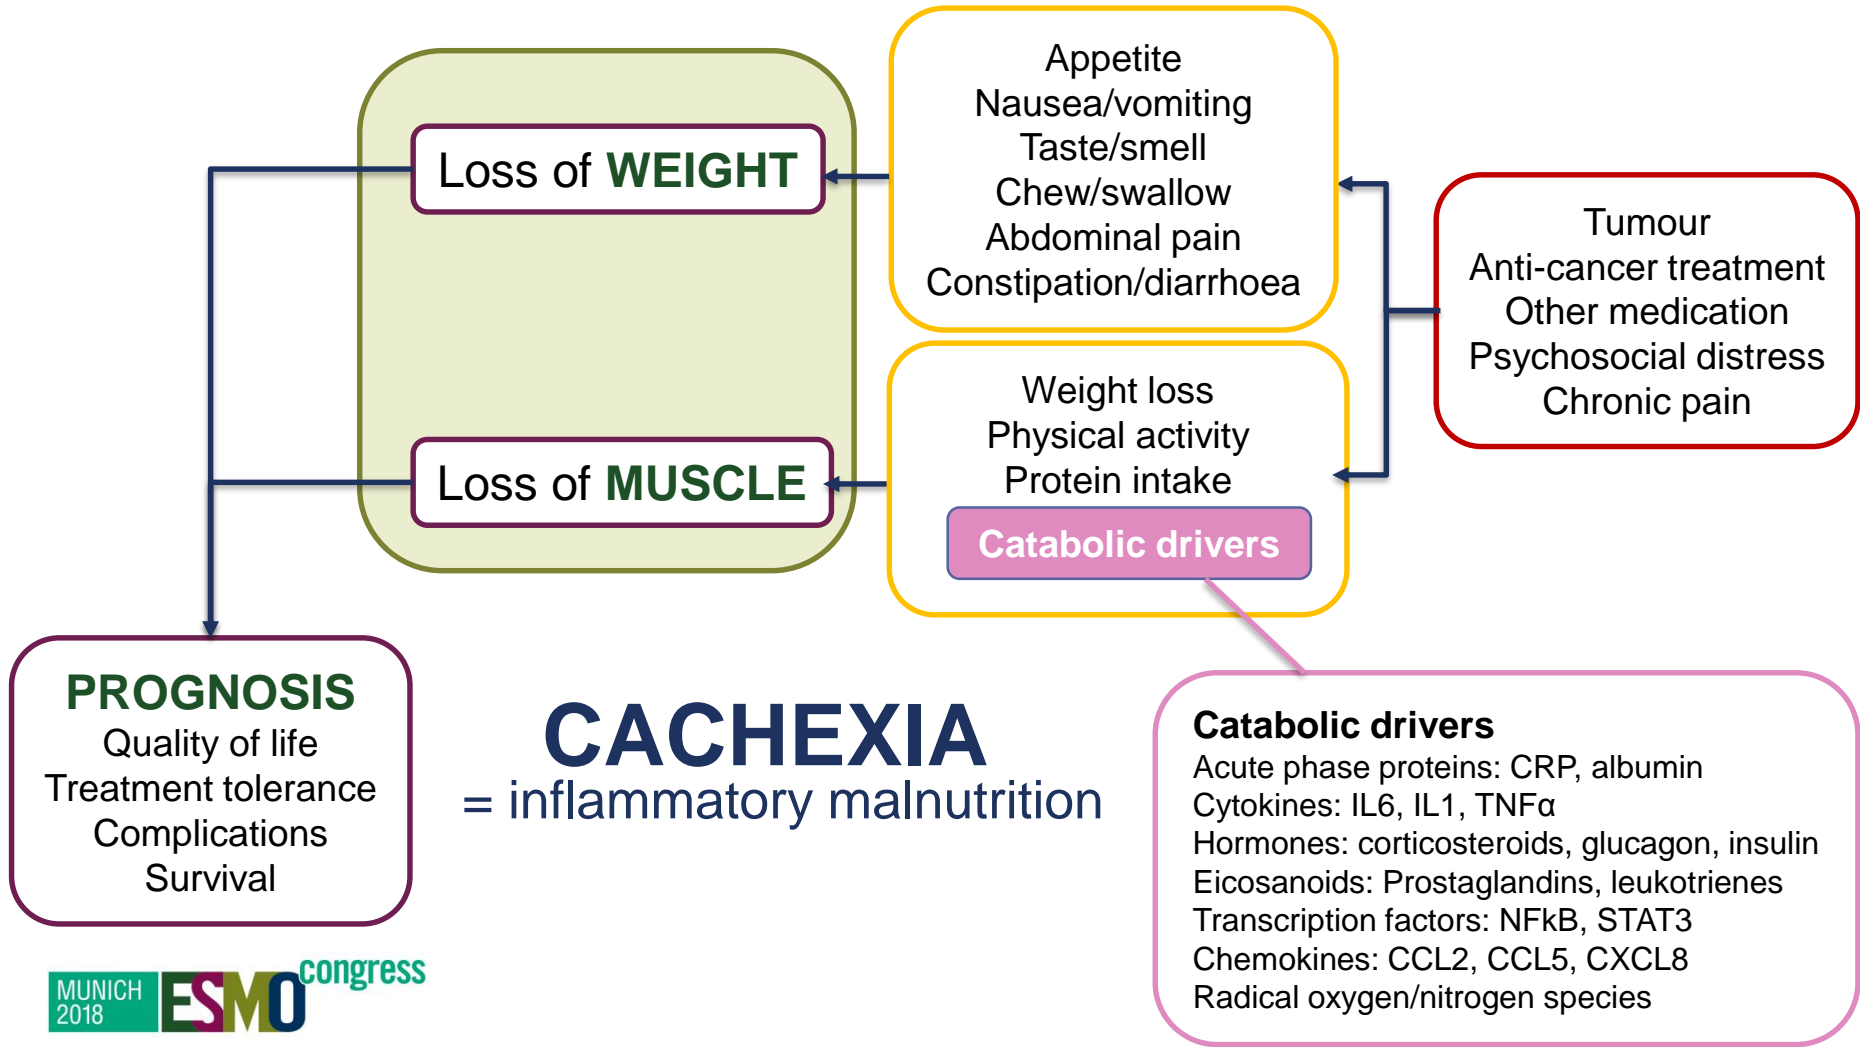 Appetite
Nausea/vomiting
Taste/smell
Chew/swallow
Abdominal pain
Constipation/diarrhoea
Loss of WEIGHT
Tumour
Anti-cancer treatment
Other medication
Psychosocial distress
Chronic pain
Weight loss
Physical activity
Protein intake
Catabolic drivers
Loss of MUSCLE
PROGNOSIS
Quality of life
Treatment tolerance
Complications
Survival
CACHEXIA
= inflammatory malnutrition
Catabolic drivers
Acute phase proteins: CRP, albumin
Cytokines: IL6, IL1, TNFα
Hormones: corticosteroids, glucagon, insulin
Eicosanoids: Prostaglandins, leukotrienes
Transcription factors: NFkB, STAT3
Chemokines: CCL2, CCL5, CXCL8
Radical oxygen/nitrogen species
MUNICH
2018
ESMO congress